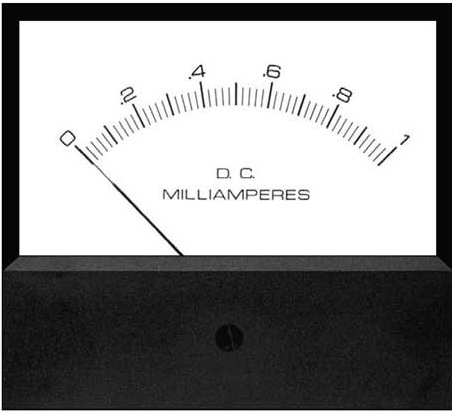 0 .2 .4 .6 .8 1
D. C.
MILLIAMPERES